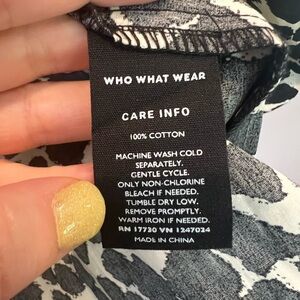 WHO WHAT WEAR
CARE INFO
100% COTTON
MACHINE WASH COLD
SEPARATELY.
GENTLE CYCLE.
ONLY NON-CHLORINE
BLEACH IF NEEDED.
TUMBLE DRY LOW.
REMOVE PROMPTLY.
WARM IRON IF NEEDED.
RN 17730 VN 1247024
MADE IN CHINA